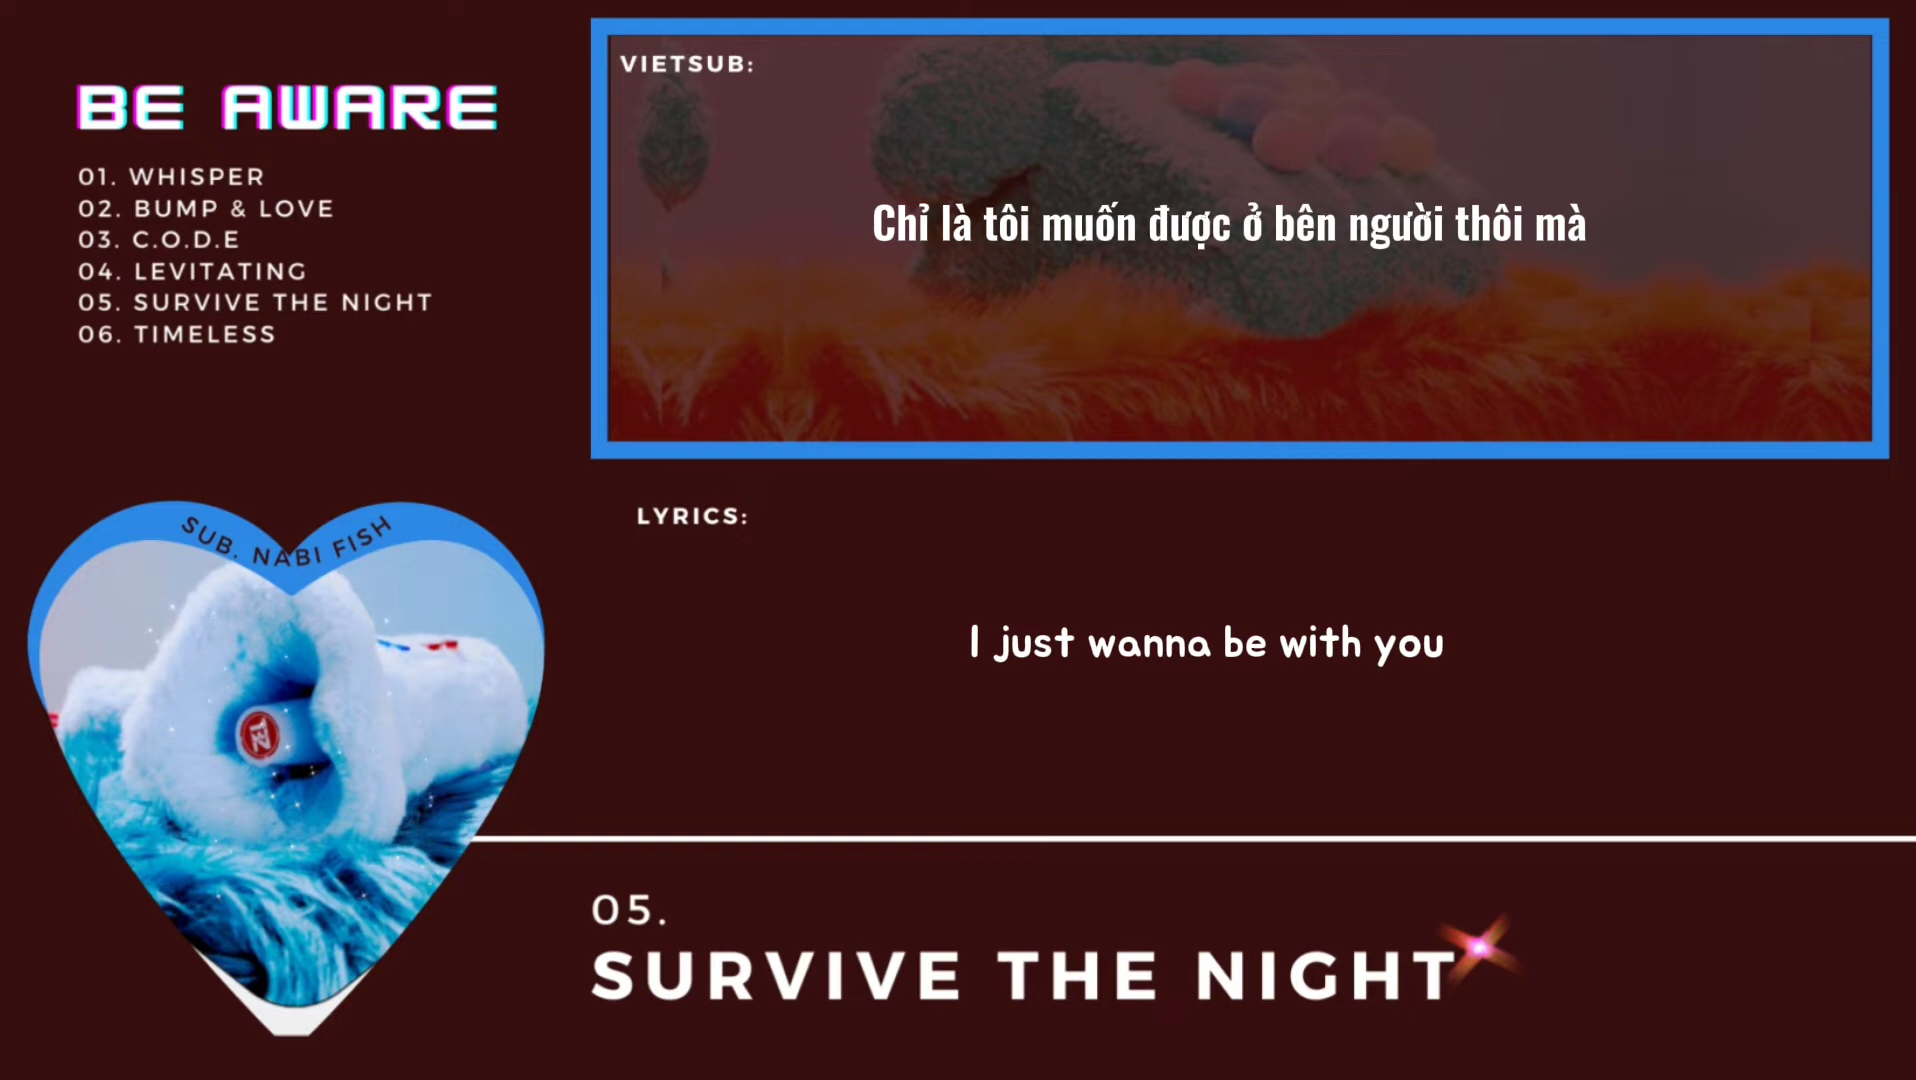 BE AWARE
01. WHISPER
02. BUMP & LOVE
03. C.O.D.E
04. LEVITATING
05. SURVIVE THE NIGHT
06. TIMELESS
VIETSUB:
Chỉ là tôi muốn được ở bên người thôi mà
LYRICS:
I just wanna be with you
SUB. NABI FISH
05.
SURVIVE THE NIGHT